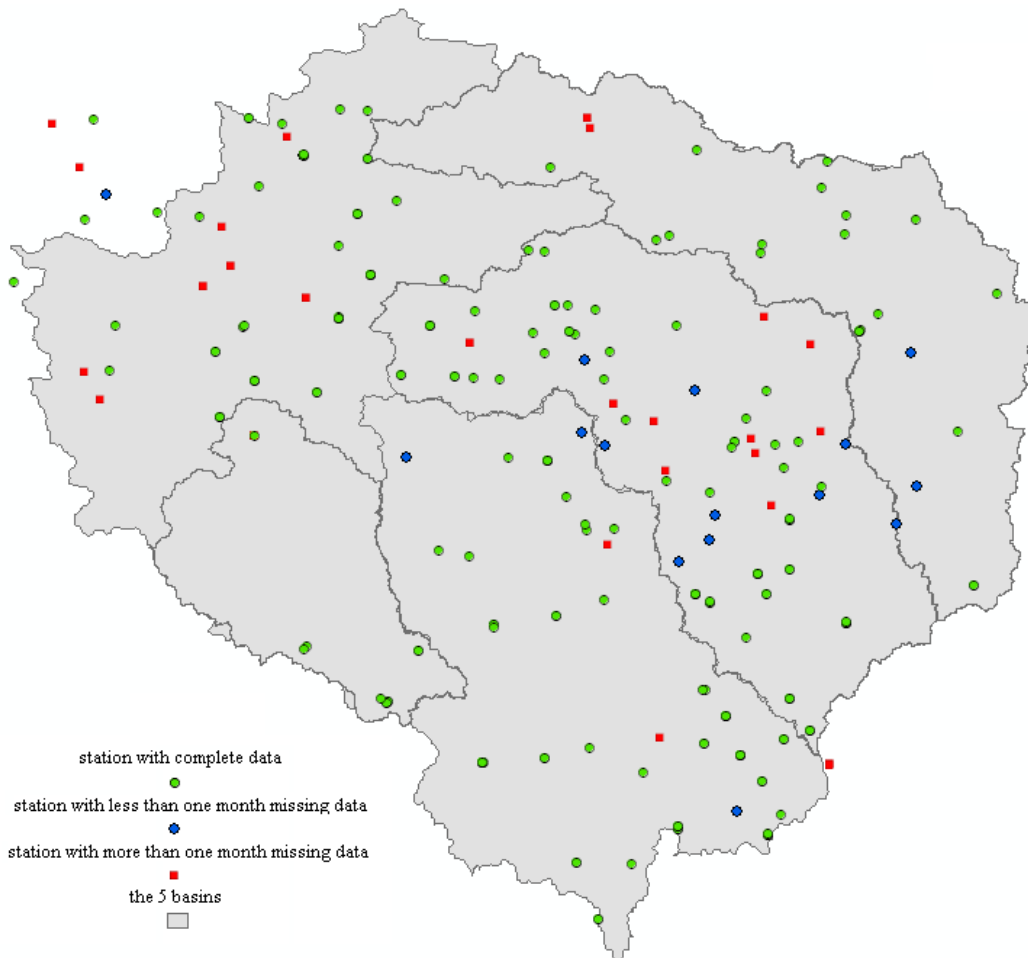 station with complete data
station with less than one month missing data
station with more than one month missing data
the 5 basins